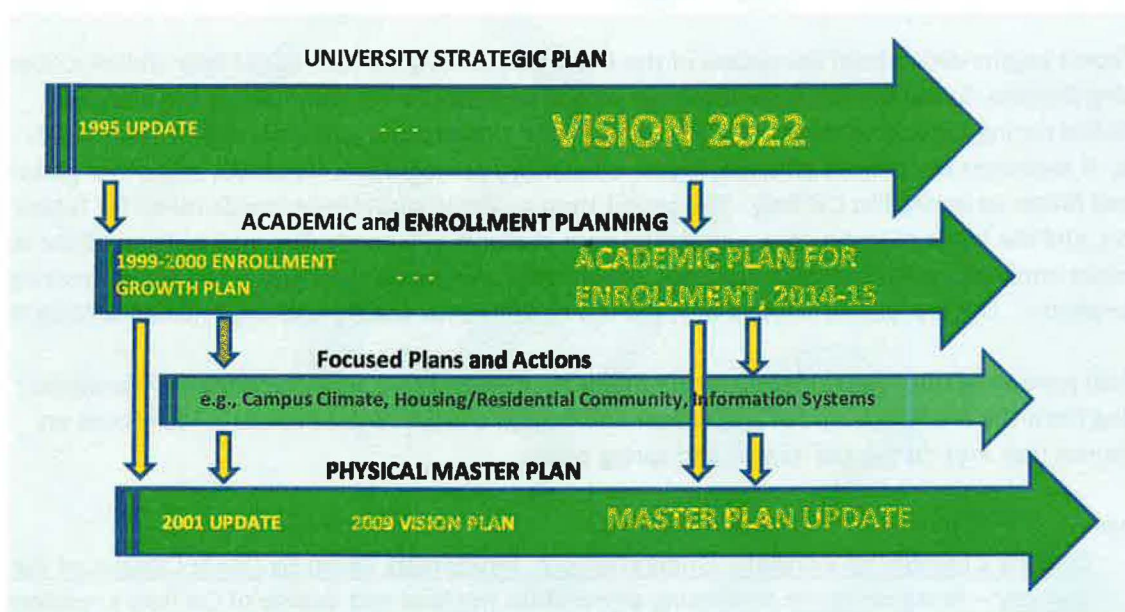 UNIVERSITY STRATEGIC PLAN
1995 UPDATE - - - VISION 2022
ACADEMIC and ENROLLMENT PLANNING
1999-2000 ENROLLMENT
GROWTH PLAN
- - -
ACADEMIC PLAN FOR
ENROLLMENT, 2014-15
Focused Plans and Actions
e.g., Campus Climate, Housing/Residential Community, Information Systems
PHYSICAL MASTER PLAN
2001 UPDATE 2009 VISION PLAN MASTER PLAN UPDATE